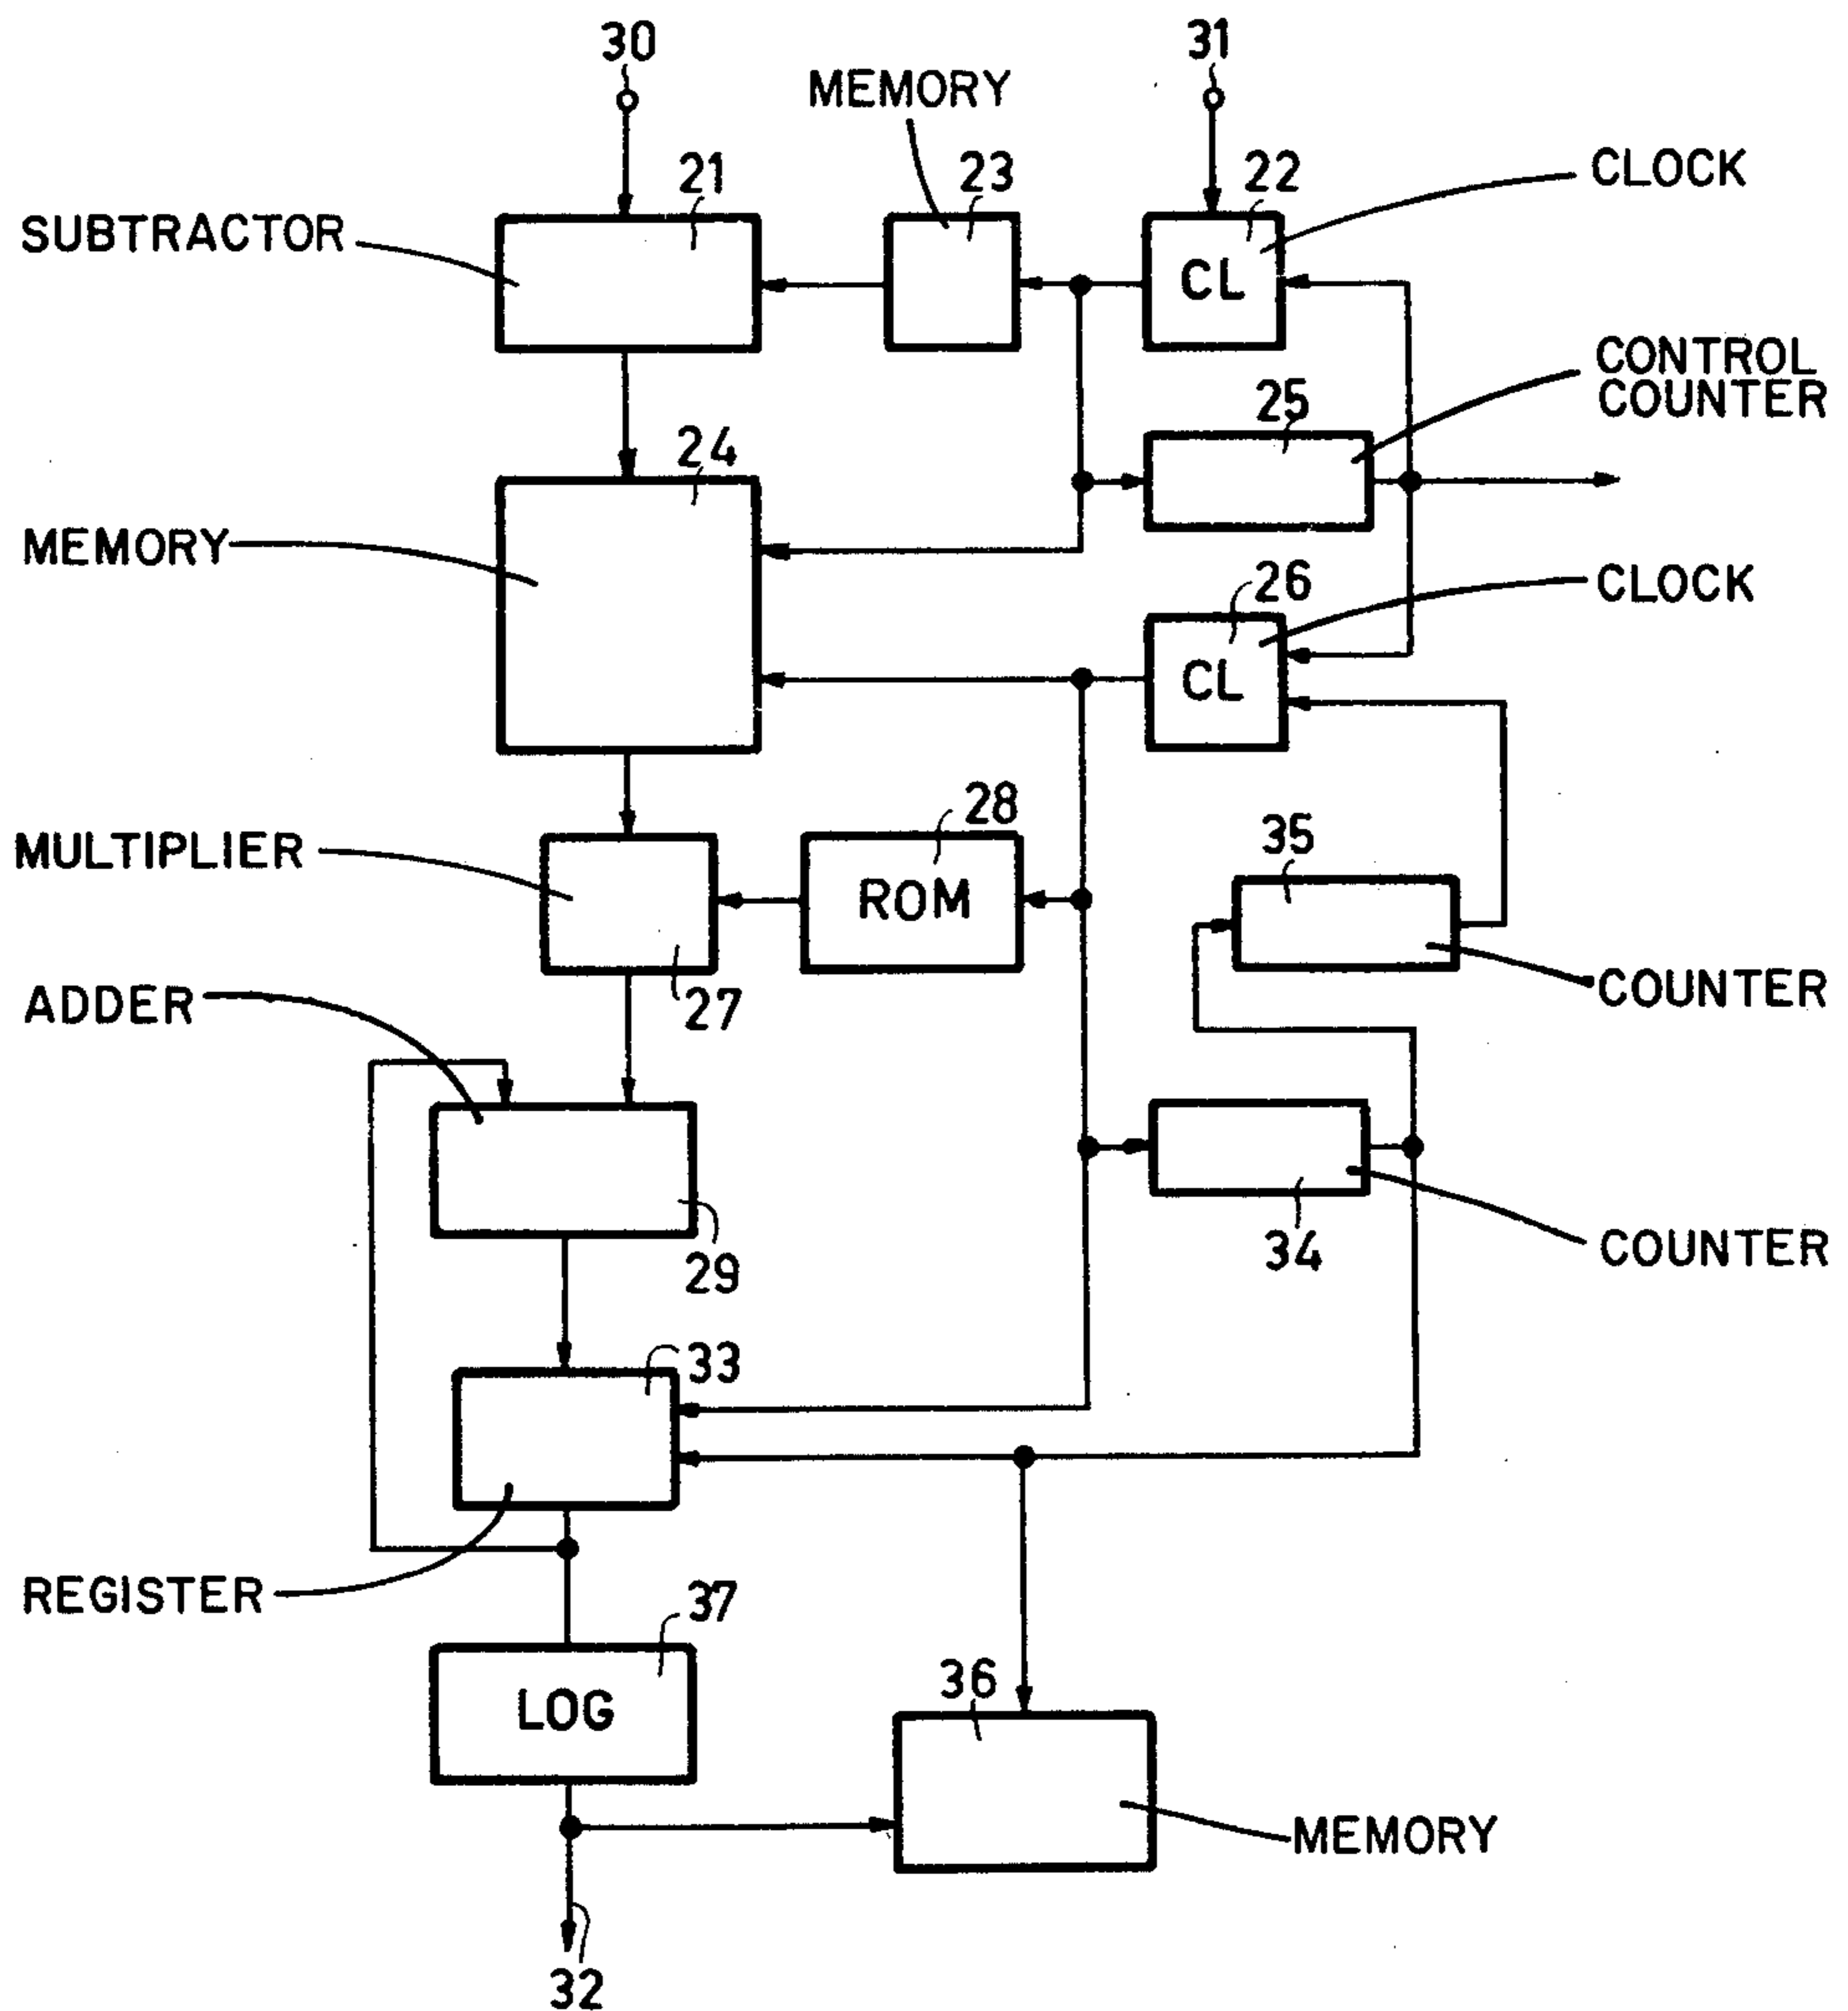 30
31
MEMORY
21
23
22
CLOCK
SUBTRACTOR
CL
CONTROL
COUNTER
25
24
MEMORY
26
CLOCK
CL
28
35
MULTIPLIER
ROM
27
COUNTER
ADDER
29
34
COUNTER
33
REGISTER
37
36
LOG
MEMORY
32